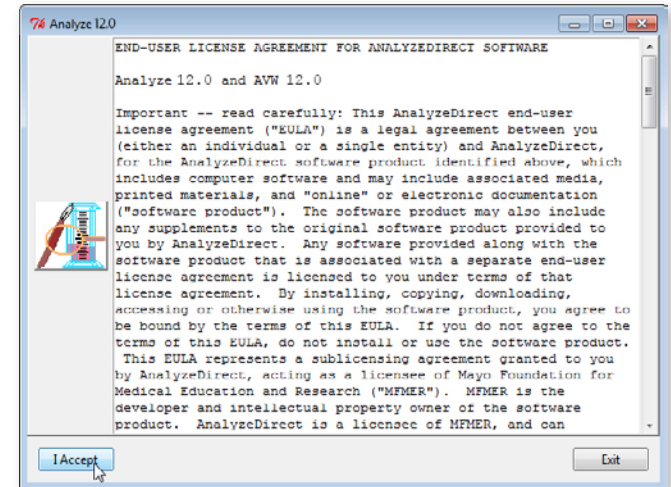 Analyze 12.0
END-USER LICENSE AGREEMENT FOR ANALYZEDIRECT SOFTWARE
Analyze 12.0 and AVW 12.0
Important -- read carefully: This AnalyzeDirect end-user
license agreement ("EULA") is a legal agreement between you
(either an individual or a single entity) and AnalyzeDirect,
for the AnalyzeDirect software product identified above, which
includes computer software and may include associated media,
printed materials, and "online" or electronic documentation
("software product").  The software product may also include
any supplements to the original software product provided to
you by AnalyzeDirect.  Any software provided along with the
software product that is associated with a separate end-user
license agreement is licensed to you under terms of that
license agreement.  By installing, copying, downloading,
accessing or otherwise using the software product, you agree to
be bound by the terms of this EULA.  If you do not agree to the
terms of this EULA, do not install or use the software product.
This EULA represents a sublicensing agreement granted to you
by AnalyzeDirect, acting as a licensee of Mayo Foundation for
Medical Education and Research ("MFMER").  MFMER is the
developer and intellectual property owner of the software
product.  AnalyzeDirect is a licensee of MFMER, and can
I Accept
Exit